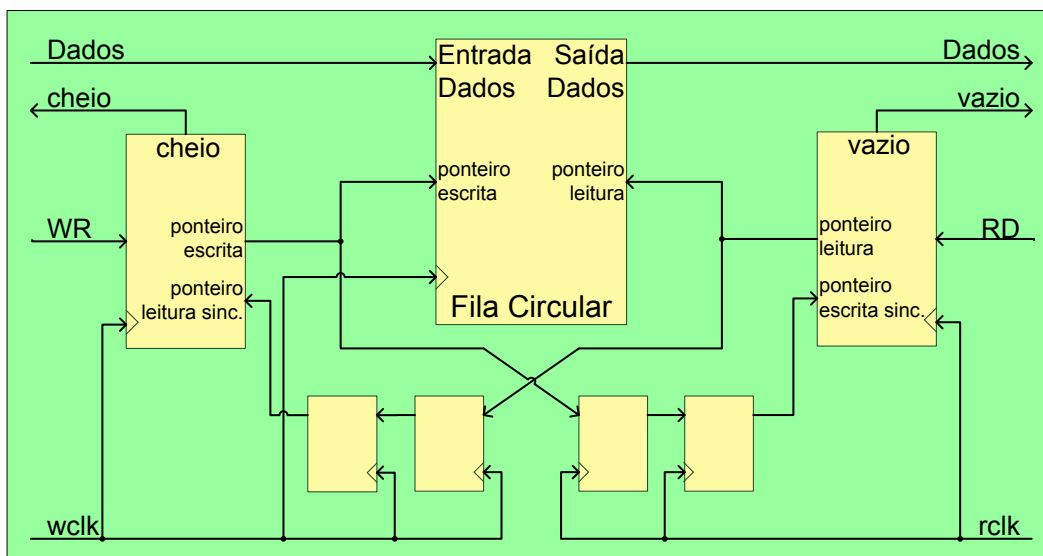 Dados
Entrada Dados
Saída Dados
Dados
cheio
vazio
cheio
vazio
ponteiro escrita
ponteiro leitura
WR
ponteiro escrita
ponteiro leitura
RD
ponteiro leitura sinc.
ponteiro escrita sinc.
Fila Circular
wclk
rclk